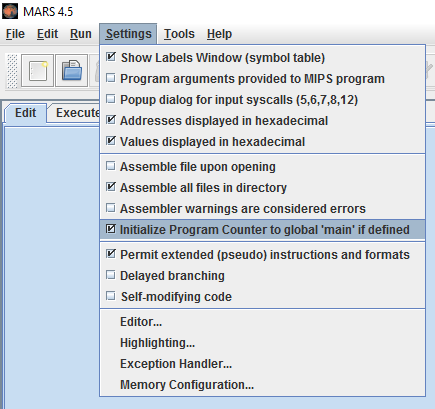 MARS 4.5
File Edit Run Settings Tools Help
Show Labels Window (symbol table)
Program arguments provided to MIPS program
Popup dialog for input syscalls (5,6,7,8,12)
Addresses displayed in hexadecimal
Edit Execute
Values displayed in hexadecimal
Assemble file upon opening
Assemble all files in directory
Assembler warnings are considered errors
Initialize Program Counter to global 'main' if defined
Permit extended (pseudo) instructions and formats
Delayed branching
Self-modifying code
Editor...
Highlighting...
Exception Handler...
Memory Configuration...